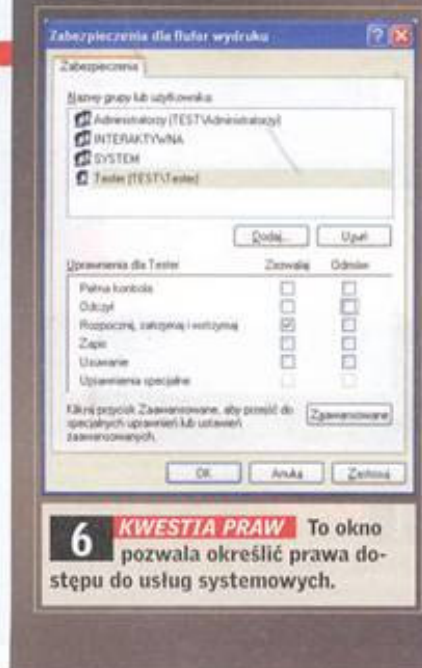 Zabezpieczenia dla Bufor wydruku
Zabezpieczenia
Nazwy grupy lub użytkownika:
Administratorzy (TEST\Administratorzy)
INTERAKTYWNA
SYSTEM
Tester (TEST\Tester)
Dodaj...
Usuń
Uprawnienia dla Tester
Zezwalaj
Odmów
Pełna kontrola
Odczyt
Rozpocznij, zatrzymaj i wstrzymaj
Zapis
Usuwanie
Uprawnienia specjalne
Kliknij przycisk Zaawansowane, aby przejść do
specjalnych uprawnień lub ustawień
zaawansowanych.
Zaawansowane
OK
Anuluj
Zastosuj
6 KWESTIA PRAW To okno
pozwala określić prawa do-
stępu do usług systemowych.